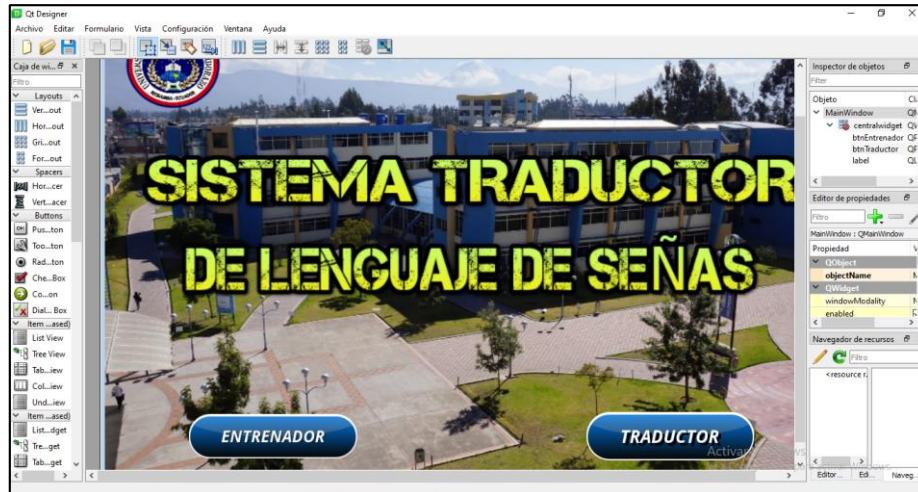 Qt Designer
Archivo Editar Formulario Vista Configuración Ventana Ayuda
Caja de wi...
Filtro
Layouts
Ver...out
Hor...out
Gri...out
For...out
Spacers
Hor...cer
Vert...acer
Buttons
Pus...ton
Too...ton
Rad...ton
Che...Box
Co...on
Dial... Box
Item ...ased)
List View
Tree View
Tab...iew
Col...iew
Und...iew
Item ...ased)
List...dget
Tre...get
Tab...get
SISTEMA TRADUCTOR
DE LENGUAJE DE SEÑAS
ENTRENADOR
TRADUCTOR
Inspector de objetos
Filter
Objeto
MainWindow
centralwidget
btnEntrenador
btnTraductor
label
Editor de propiedades
Filtro
MainWindow : QMainWindow
Propiedad
QObject
objectName
QWidget
windowModality
enabled
Navegador de recursos
Filtro
<resource r.
Editor... Edi... Naveg...